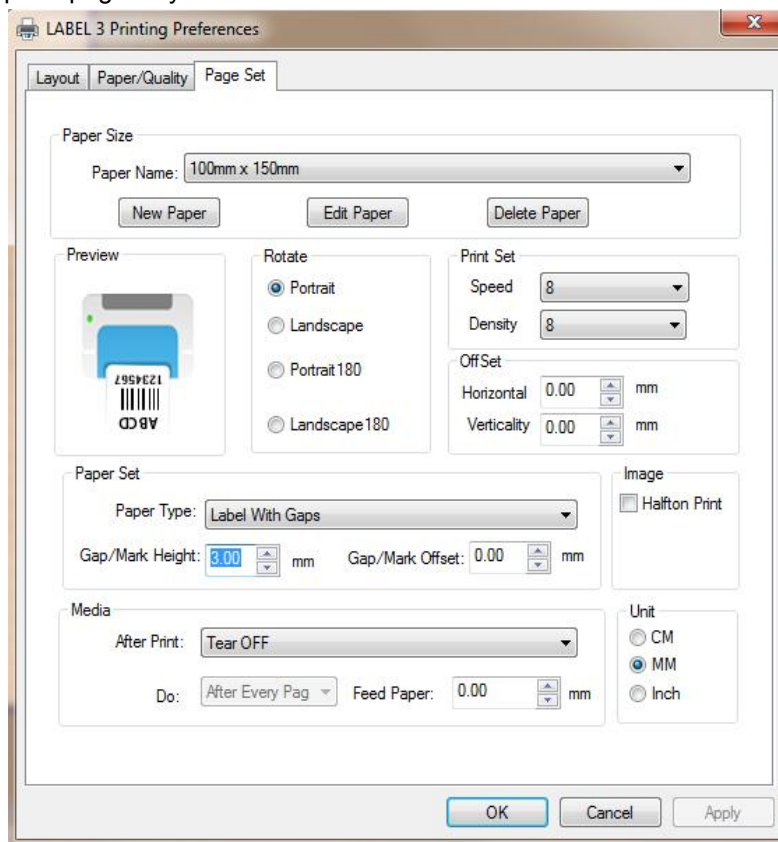 LABEL 3 Printing Preferences
Layout Paper/Quality Page Set
Paper Size
Paper Name: 100mm x 150mm
New Paper Edit Paper Delete Paper
Preview
1234567
ABCD
Rotate
Portrait
Landscape
Portrait180
Landscape180
Print Set
Speed 8
Density 8
OffSet
Horizontal 0.00 mm
Verticality 0.00 mm
Paper Set
Paper Type: Label With Gaps
Gap/Mark Height: 3.00 mm Gap/Mark Offset: 0.00 mm
Image
Halfton Print
Media
After Print: Tear OFF
Do: After Every Pag Feed Paper: 0.00 mm
Unit
CM
MM
Inch
OK Cancel Apply